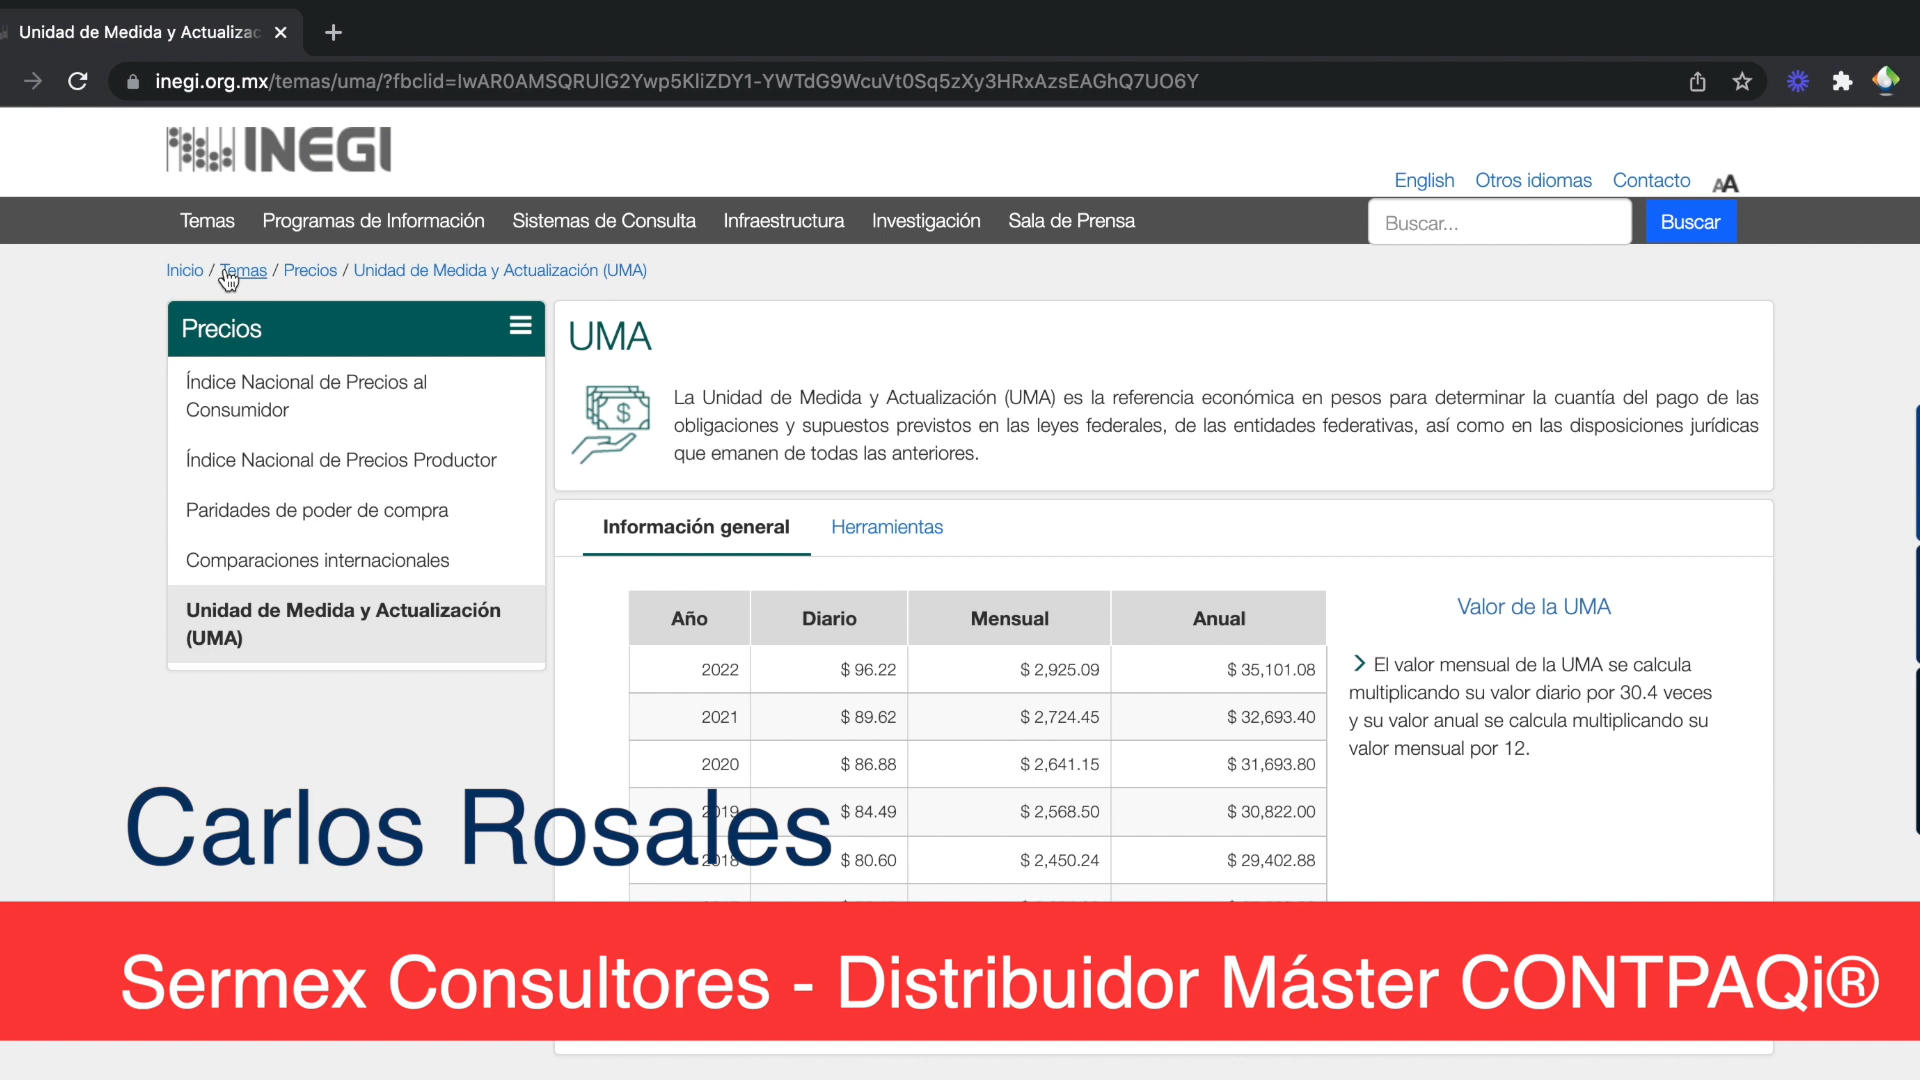 Unidad de Medida y Actualizac
inegi.org.mx/temas/uma/?fbclid=IwAR0AMSQRUlG2Ywp5KliZDY1-YWTdG9WcuVt0Sq5zXy3HRxAzsEAGhQ7UO6Y
INEGI
English Otros idiomas Contacto AA
Temas Programas de Información Sistemas de Consulta Infraestructura Investigación Sala de Prensa Buscar... Buscar
Inicio / Temas / Precios / Unidad de Medida y Actualización (UMA)
Precios
Índice Nacional de Precios al
Consumidor
Índice Nacional de Precios Productor
Paridades de poder de compra
Comparaciones internacionales
Unidad de Medida y Actualización
(UMA)
UMA
La Unidad de Medida y Actualización (UMA) es la referencia económica en pesos para determinar la cuantía del pago de las
obligaciones y supuestos previstos en las leyes federales, de las entidades federativas, así como en las disposiciones jurídicas
que emanen de todas las anteriores.
Información general Herramientas
Año Diario Mensual Anual
2022 $ 96.22 $ 2,925.09 $ 35,101.08
2021 $ 89.62 $ 2,724.45 $ 32,693.40
2020 $ 86.88 $ 2,641.15 $ 31,693.80
2019 $ 84.49 $ 2,568.50 $ 30,822.00
2018 $ 80.60 $ 2,450.24 $ 29,402.88
Valor de la UMA
El valor mensual de la UMA se calcula
multiplicando su valor diario por 30.4 veces
y su valor anual se calcula multiplicando su
valor mensual por 12.
Carlos Rosales
Sermex Consultores - Distribuidor Máster CONTPAQi®